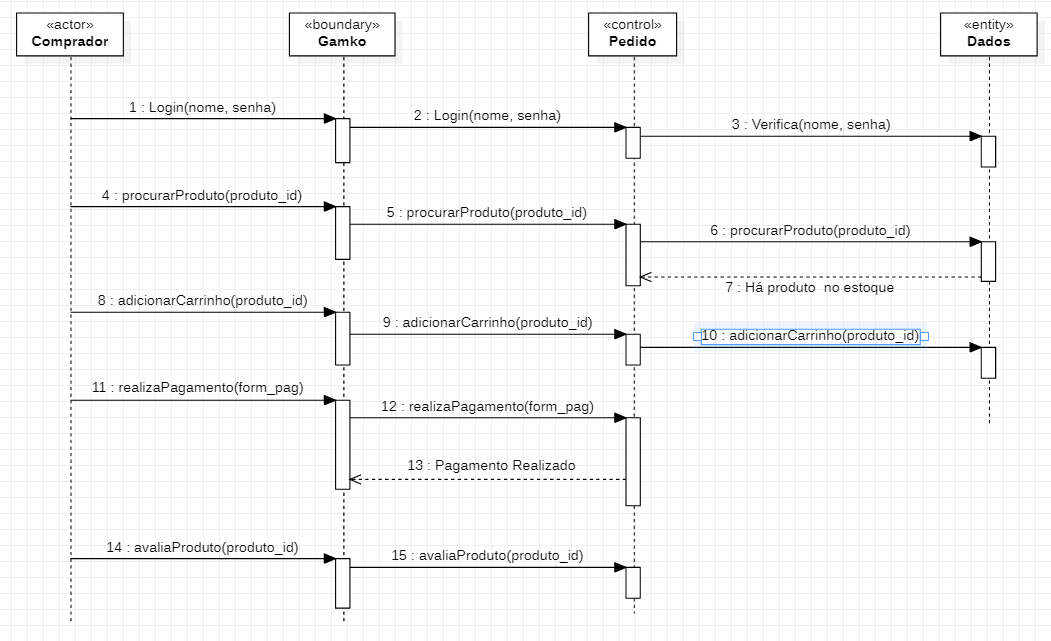 «actor»
Comprador
«boundary»
Gamko
«control»
Pedido
«entity»
Dados
1 : Login(nome, senha)
2 : Login(nome, senha)
3 : Verifica(nome, senha)
4 : procurarProduto(produto_id)
5 : procurarProduto(produto_id)
6 : procurarProduto(produto_id)
7 : Há produto  no estoque
8 : adicionarCarrinho(produto_id)
9 : adicionarCarrinho(produto_id)
10 : adicionarCarrinho(produto_id)
11 : realizaPagamento(form_pag)
12 : realizaPagamento(form_pag)
13 : Pagamento Realizado
14 : avaliaProduto(produto_id)
15 : avaliaProduto(produto_id)